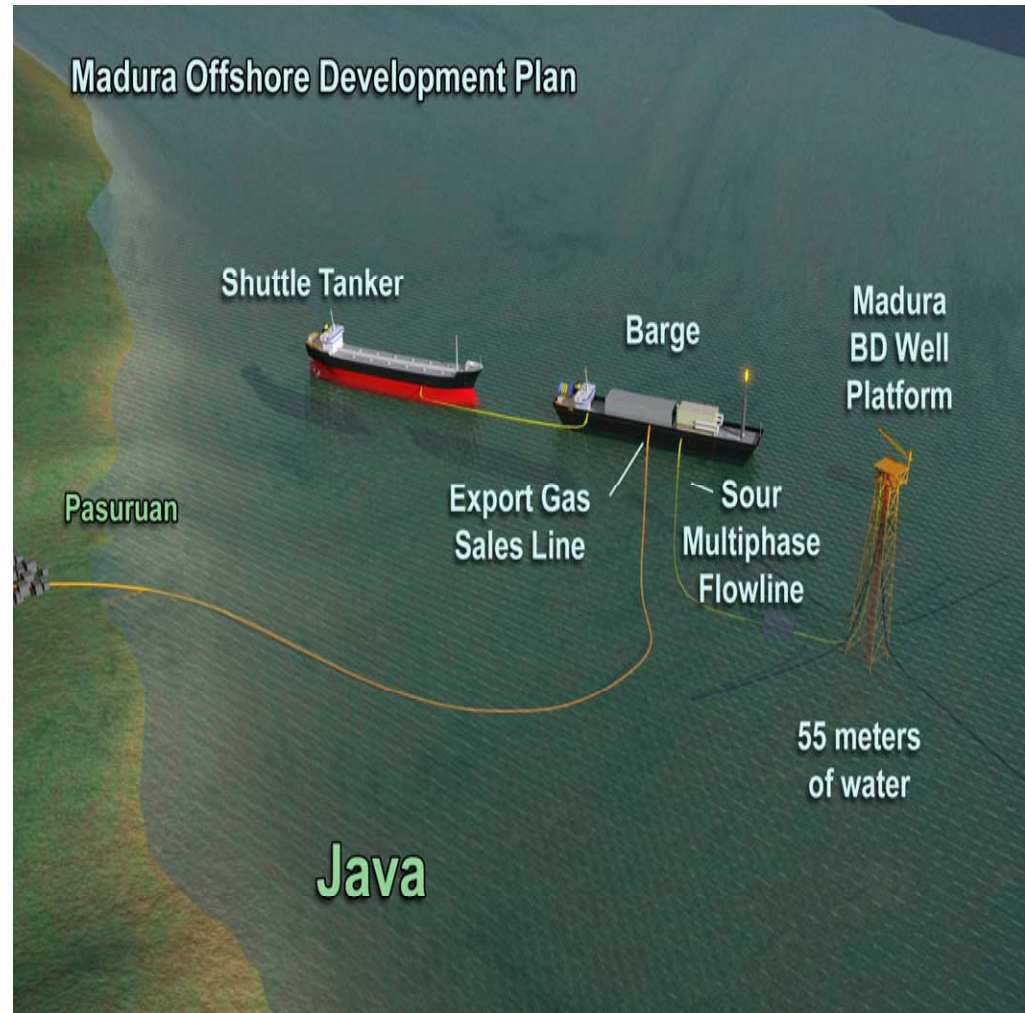 Madura Offshore Development Plan
Shuttle Tanker
Barge
Madura
BD Well
Platform
Pasuruan
Export Gas
Sales Line
Sour
Multiphase
Flowline
55 meters
of water
Java